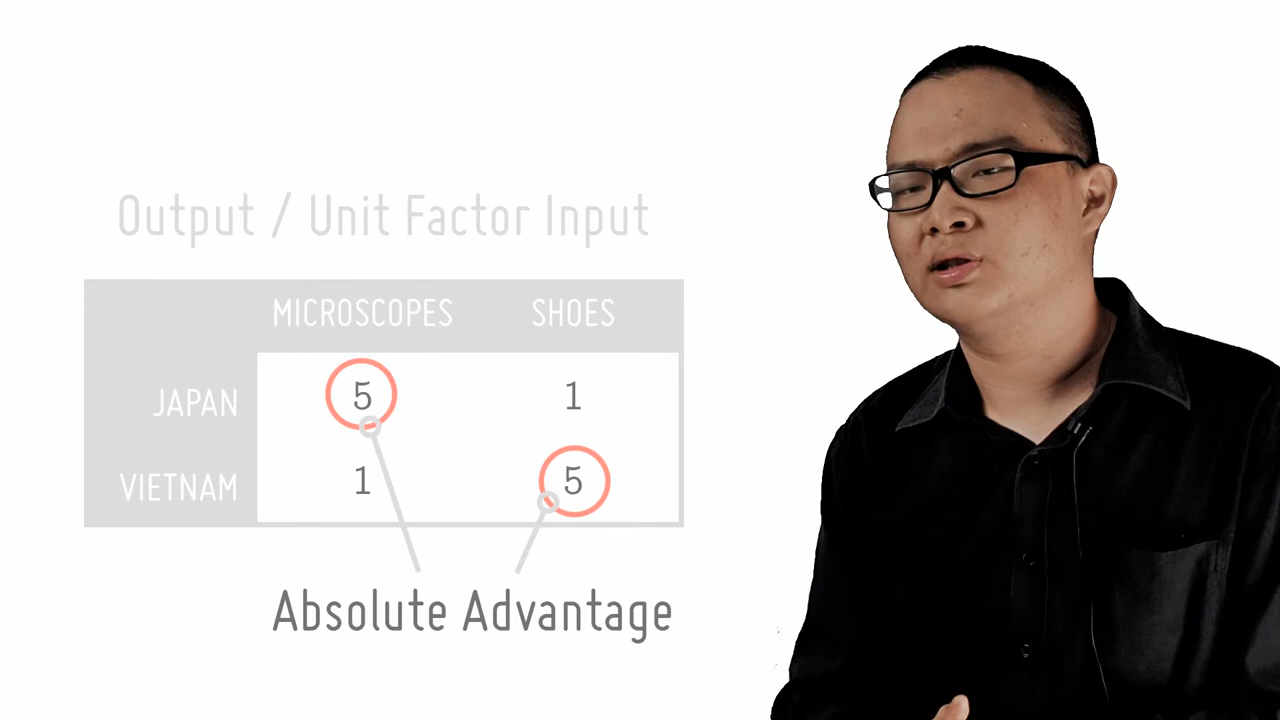 Output / Unit Factor Input
MICROSCOPES SHOES
JAPAN 5 1
VIETNAM 1 5
Absolute Advantage